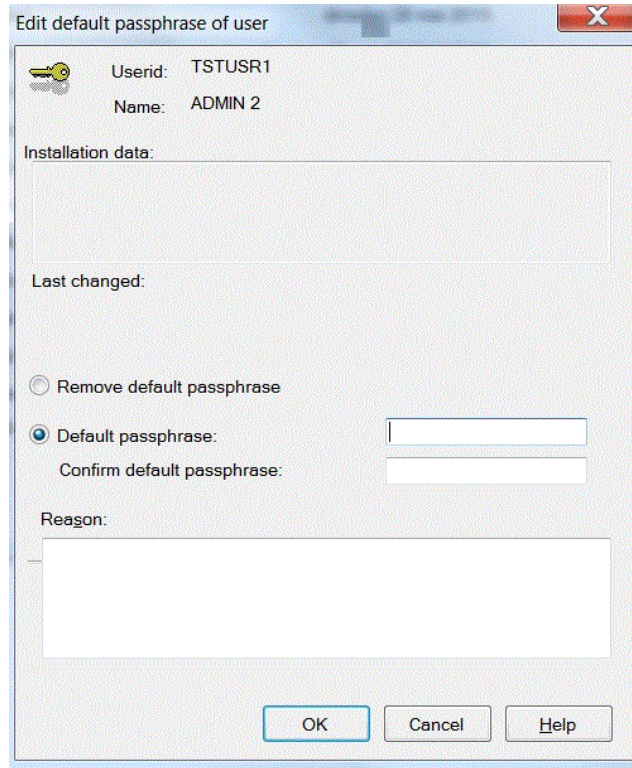 Edit default passphrase of user
Userid: TSTUSR1
Name: ADMIN 2
Installation data:
Last changed:
Remove default passphrase
Default passphrase:
Confirm default passphrase:
Reason:
OK Cancel Help